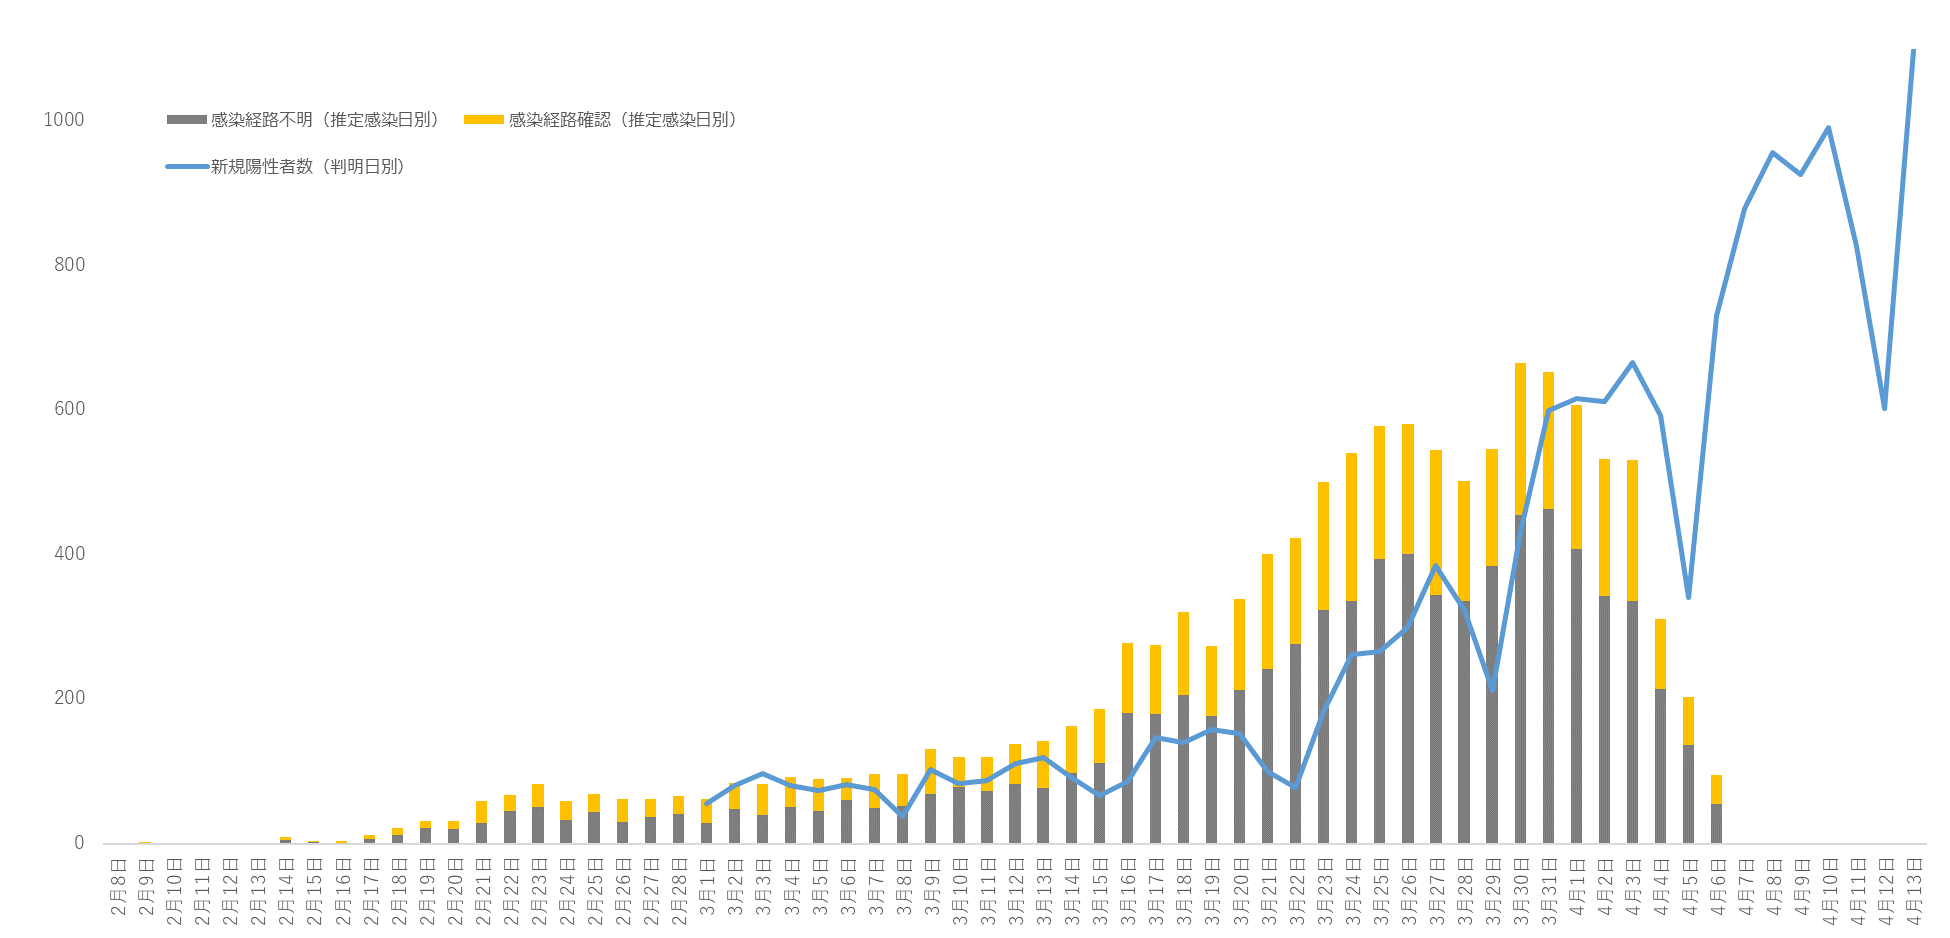 1000
800
600
400
200
0
感染経路不明（推定感染日別） 感染経路確認（推定感染日別）
新規陽性者数（判明日別）
2月8日
2月9日
2月10日
2月11日
2月12日
2月13日
2月14日
2月15日
2月16日
2月17日
2月18日
2月19日
2月20日
2月21日
2月22日
2月23日
2月24日
2月25日
2月26日
2月27日
2月28日
3月1日
3月2日
3月3日
3月4日
3月5日
3月6日
3月7日
3月8日
3月9日
3月10日
3月11日
3月12日
3月13日
3月14日
3月15日
3月16日
3月17日
3月18日
3月19日
3月20日
3月21日
3月22日
3月23日
3月24日
3月25日
3月26日
3月27日
3月28日
3月29日
3月30日
3月31日
4月1日
4月2日
4月3日
4月4日
4月5日
4月6日
4月7日
4月8日
4月9日
4月10日
4月11日
4月12日
4月13日